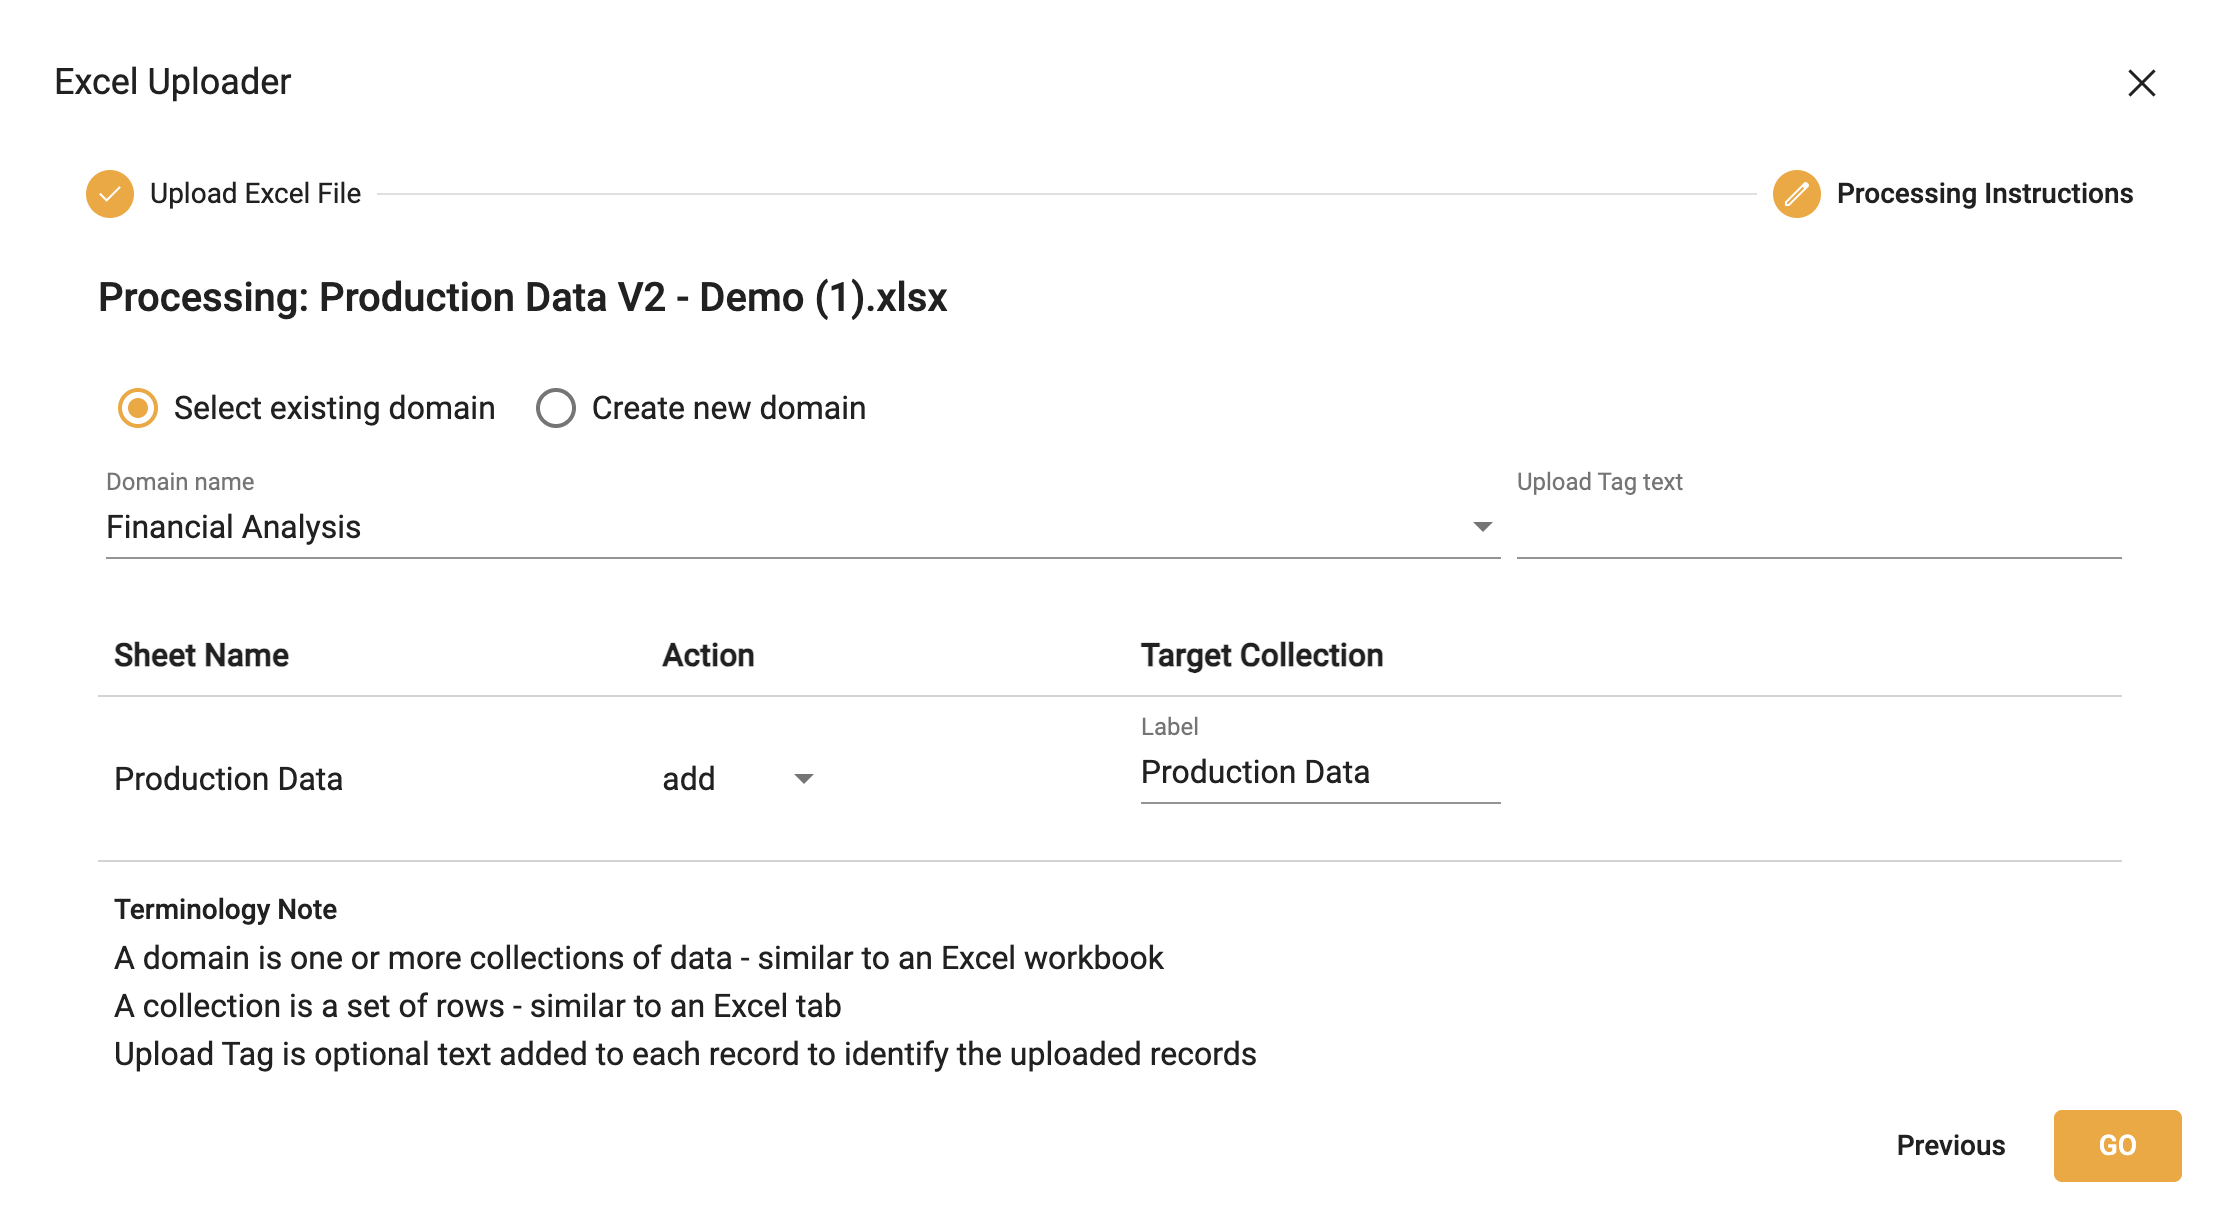 Excel Uploader
Upload Excel File
Processing Instructions
Processing: Production Data V2 - Demo (1).xlsx
Select existing domain
Create new domain
Domain name
Upload Tag text
Financial Analysis
Sheet Name
Action
Target Collection
Label
Production Data
add
Production Data
Terminology Note
A domain is one or more collections of data - similar to an Excel workbook
A collection is a set of rows - similar to an Excel tab
Upload Tag is optional text added to each record to identify the uploaded records
Previous
GO